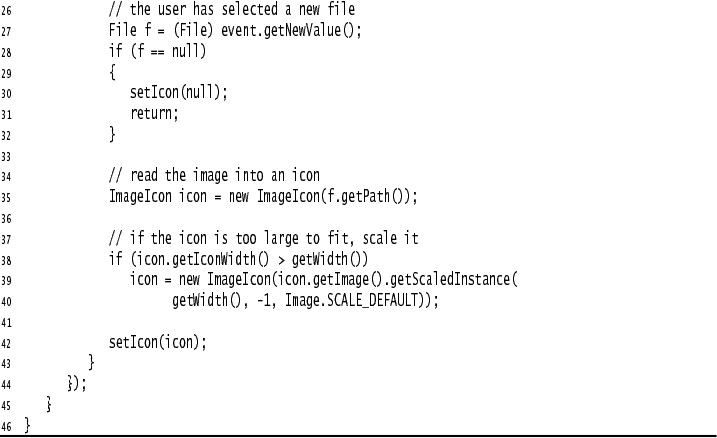 26 // the user has selected a new file
27 File f = (File) event.getNewValue();
28 if (f == null)
29 {
30 setIcon(null);
31 return;
32 }
33
34 // read the image into an icon
35 ImageIcon icon = new ImageIcon(f.getPath());
36
37 // if the icon is too large to fit, scale it
38 if (icon.getIconWidth() > getWidth())
39 icon = new ImageIcon(icon.getImage().getScaledInstance(
40 getWidth(), -1, Image.SCALE_DEFAULT));
41
42 setIcon(icon);
43 }
44 });
45 }
46 }